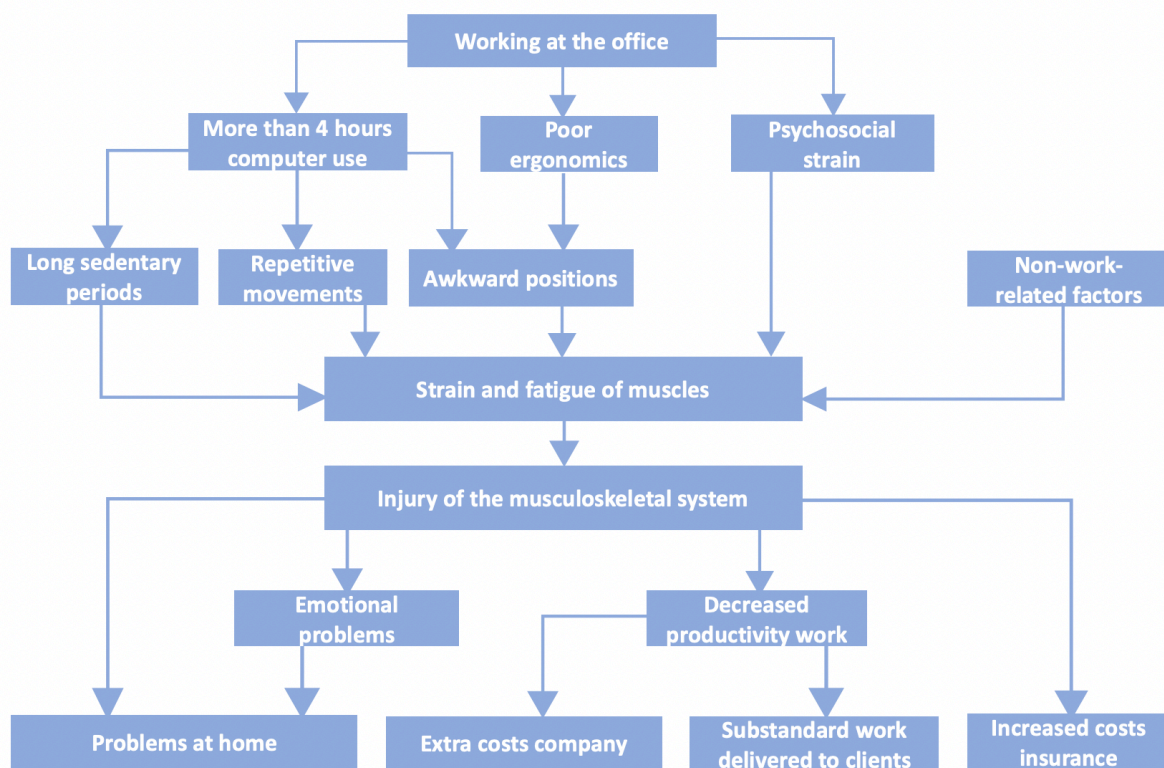 Working at the office
More than 4 hours
computer use
Poor
ergonomics
Psychosocial
strain
Long sedentary
periods
Repetitive
movements
Awkward positions
Non-work-
related factors
Strain and fatigue of muscles
Injury of the musculoskeletal system
Emotional
problems
Decreased
productivity work
Problems at home
Extra costs company
Substandard work
delivered to clients
Increased costs
insurance